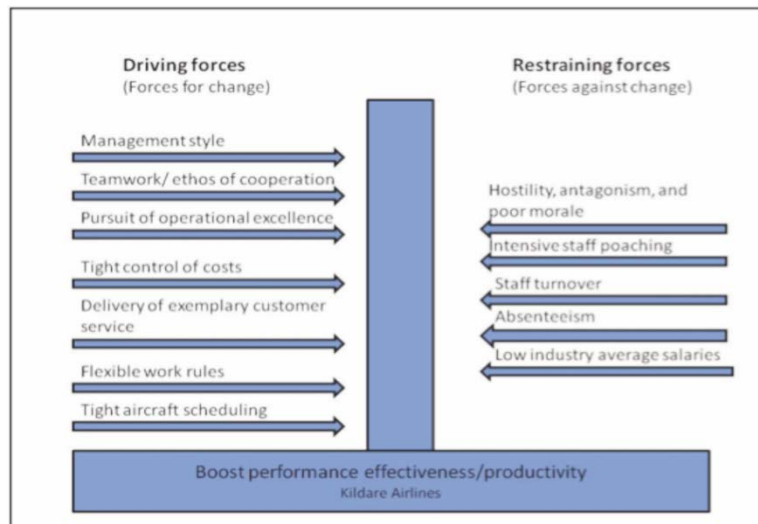 Driving forces
(Forces for change)
Management style
Teamwork/ ethos of cooperation
Pursuit of operational excellence
Tight control of costs
Delivery of exemplary customer
service
Flexible work rules
Tight aircraft scheduling
Restraining forces
(Forces against change)
Hostility, antagonism, and
poor morale
Intensive staff poaching
Staff turnover
Absenteeism
Low industry average salaries
Boost performance effectiveness/productivity
Kildare Airlines